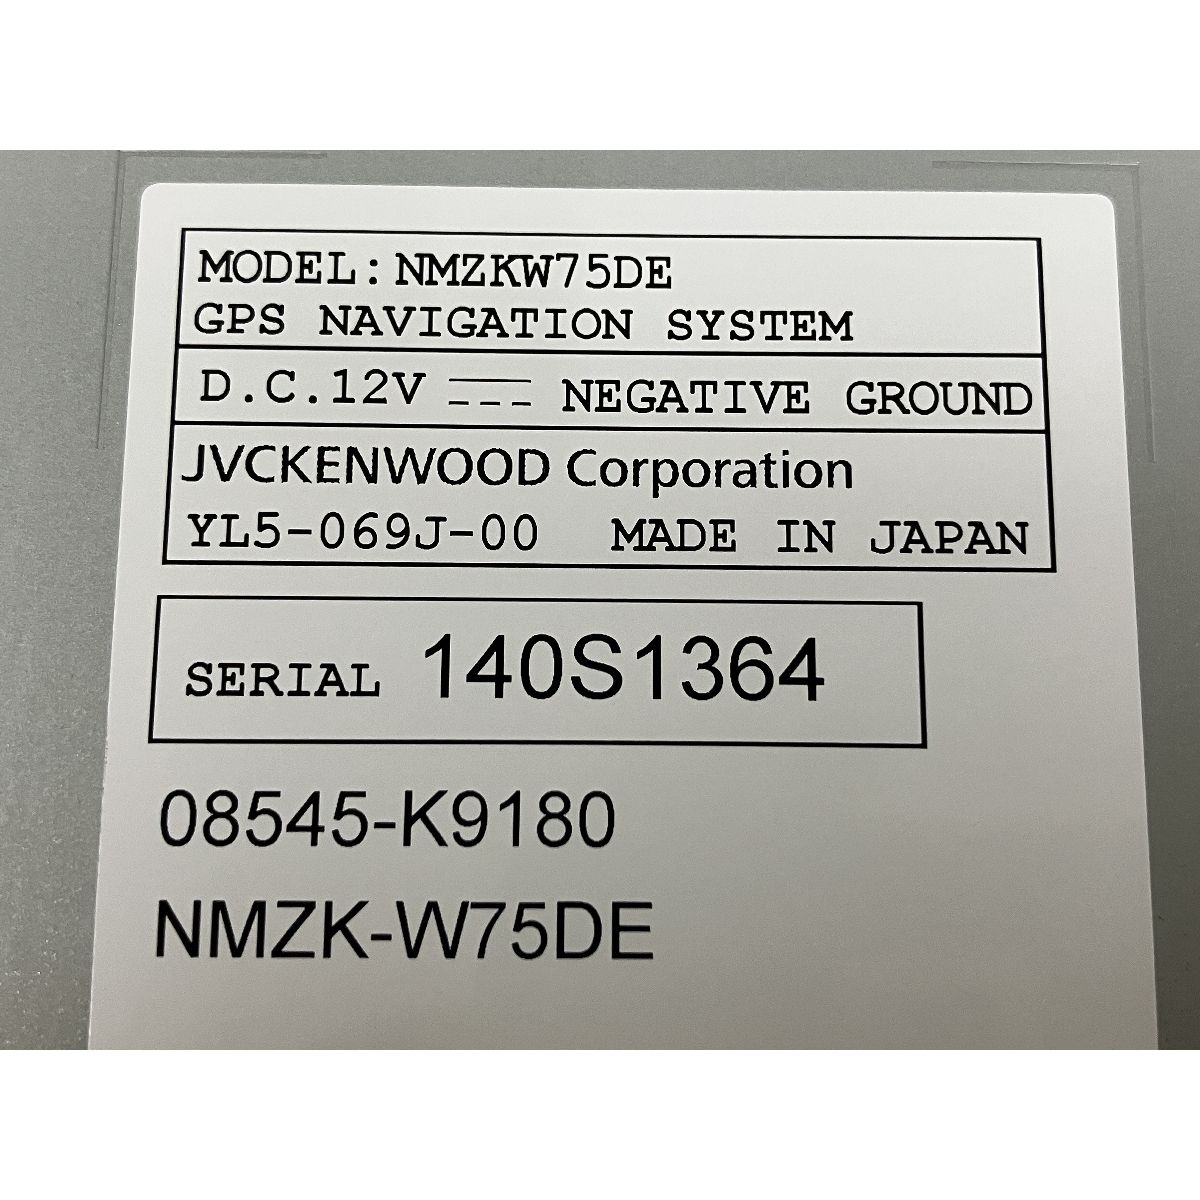 MODEL:NMZKW75DE
GPS NAVIGATION SYSTEM
D.C.12V ⎓ NEGATIVE GROUND
JVCKENWOOD Corporation
YL5-069J-00 MADE IN JAPAN
SERIAL 140S1364
08545-K9180
NMZK-W75DE